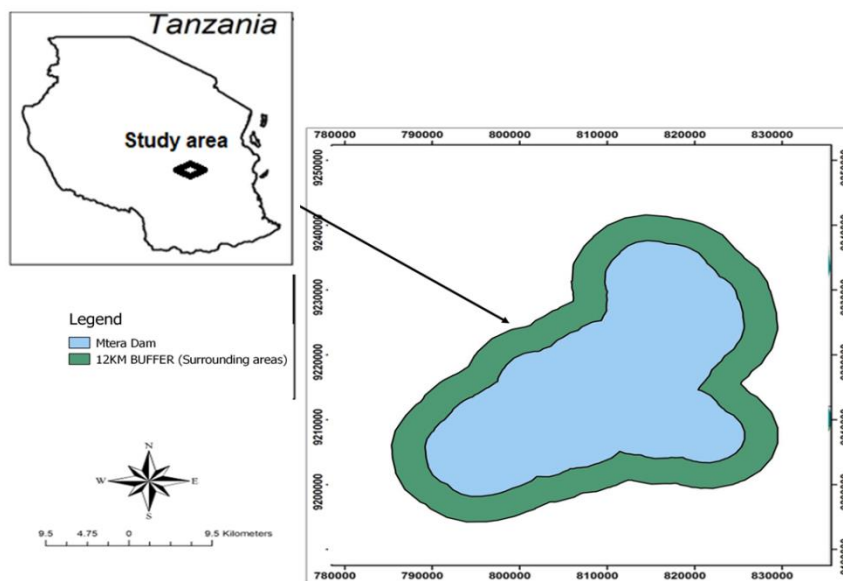 Tanzania
Study area
780000 790000 800000 810000 820000 830000
9250000
9240000
9230000
9220000
9210000
9200000
Legend
Mtera Dam
12KM BUFFER (Surrounding areas)
N
W E
S
9.5 4.75 0 9.5 Kilometers
780000 790000 800000 810000 820000 830000